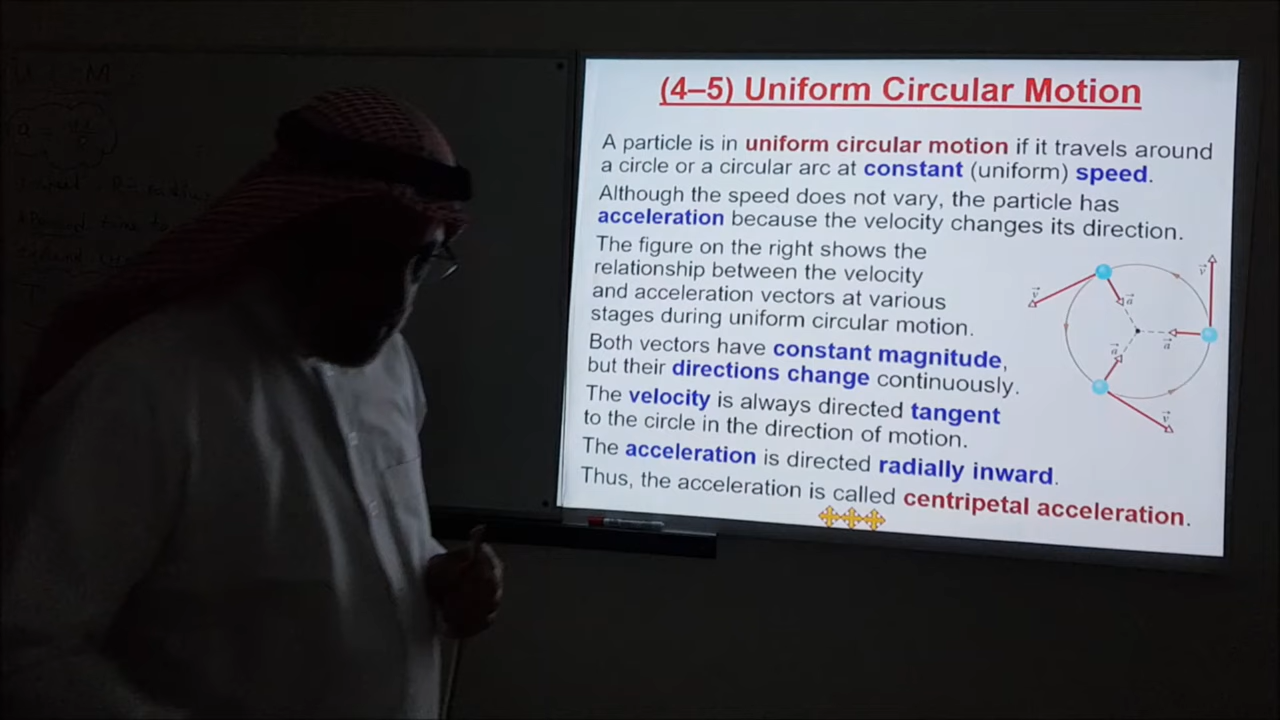 U C M
a =
R = radius
Period time to
T
(4–5) Uniform Circular Motion
A particle is in uniform circular motion if it travels around
a circle or a circular arc at constant (uniform) speed.
Although the speed does not vary, the particle has
acceleration because the velocity changes its direction.
The figure on the right shows the
relationship between the velocity
and acceleration vectors at various
stages during uniform circular motion.
Both vectors have constant magnitude,
but their directions change continuously.
The velocity is always directed tangent
to the circle in the direction of motion.
The acceleration is directed radially inward.
Thus, the acceleration is called centripetal acceleration.
v
a
v
a
a
v